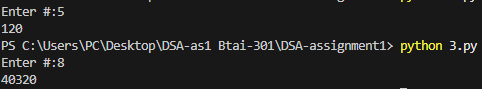 Enter #:5
120
PS C:\Users\PC\Desktop\DSA-as1 Btai-301\DSA-assignment1> python 3.py
Enter #:8
40320